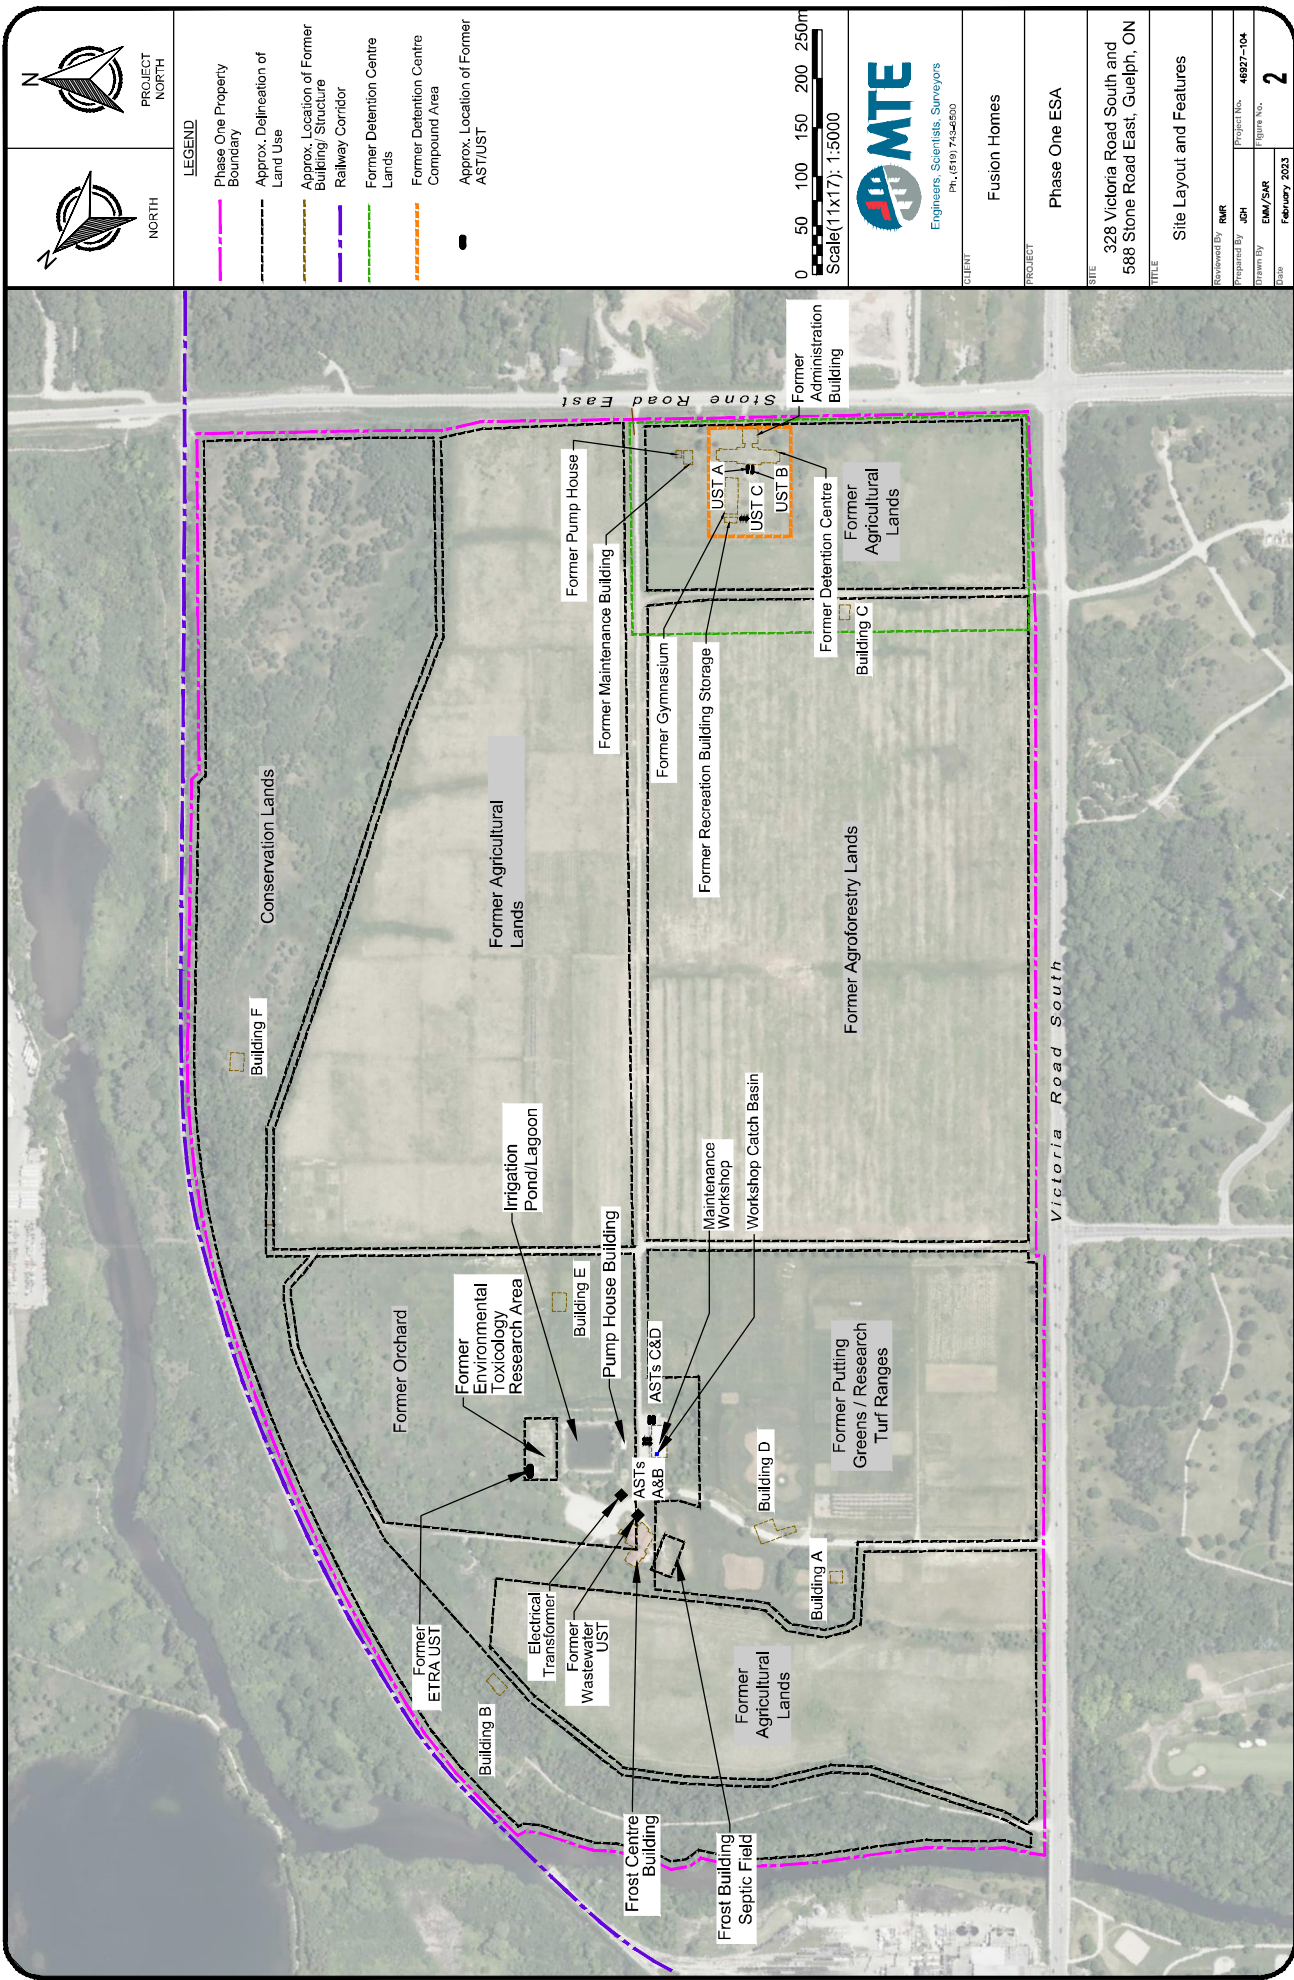 N
PROJECT
NORTH
N
NORTH
LEGEND
Phase One Property
Boundary
Approx. Delineation of
Land Use
Approx. Location of Former
Building/Structure
Railway Corridor
Former Detention Centre
Lands
Former Detention Centre
Compound Area
Approx. Location of Former
AST/UST
0 50 100 150 200 250m
Scale(11x17): 1:5000
MTE
Engineers, Scientists, Surveyors
Ph. (519) 743-6500
CLIENT
Fusion Homes
PROJECT
Phase One ESA
SITE
328 Victoria Road South and
588 Stone Road East, Guelph, ON
TITLE
Site Layout and Features
Reviewed By RMR
Prepared By JGH
Project No. 46927-104
Drawn By EMM/SAR
Figure No. 2
Date February 2023
Stone Road East
Victoria Road South
Conservation Lands
Building F
Former Agricultural
Lands
Former Pump House
Former Maintenance Building
Former Gymnasium
Former Recreation Building Storage
UST A
UST C
UST B
Former
Administration
Building
Former Detention Centre
Former
Agricultural
Lands
Building C
Former Agroforestry Lands
Irrigation
Pond/Lagoon
Pump House Building
Maintenance
Workshop
Workshop Catch Basin
Former Orchard
Former
Environmental
Toxicology
Research Area
Building E
ASTs C&D
ASTs
A&B
Former Putting
Greens / Research
Turf Ranges
Building D
Building A
Former
ETRA UST
Electrical
Transformer
Former
Wastewater
UST
Building B
Former
Agricultural
Lands
Frost Centre
Building
Frost Building
Septic Field